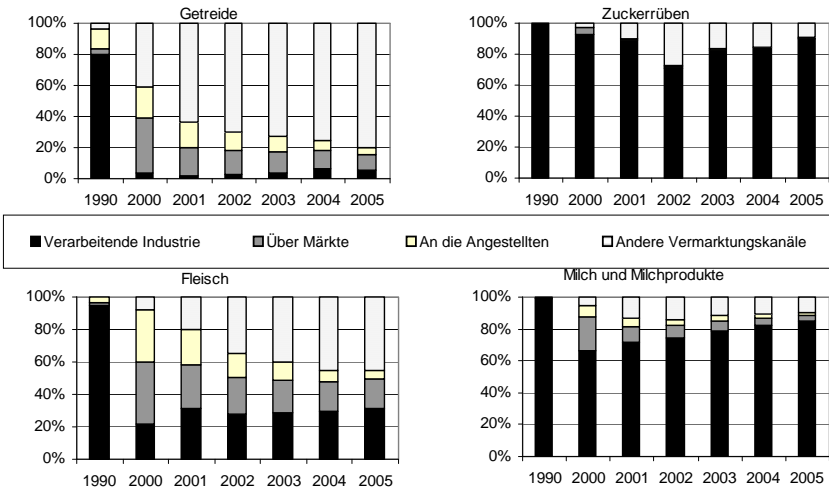 Getreide
100%
80%
60%
40%
20%
0%
1990 2000 2001 2002 2003 2004 2005
Zuckerrüben
100%
80%
60%
40%
20%
0%
1990 2000 2001 2002 2003 2004 2005
Verarbeitende Industrie Über Märkte An die Angestellten Andere Vermarktungskanäle
Fleisch
100%
80%
60%
40%
20%
0%
1990 2000 2001 2002 2003 2004 2005
Milch und Milchprodukte
100%
80%
60%
40%
20%
0%
1990 2000 2001 2002 2003 2004 2005